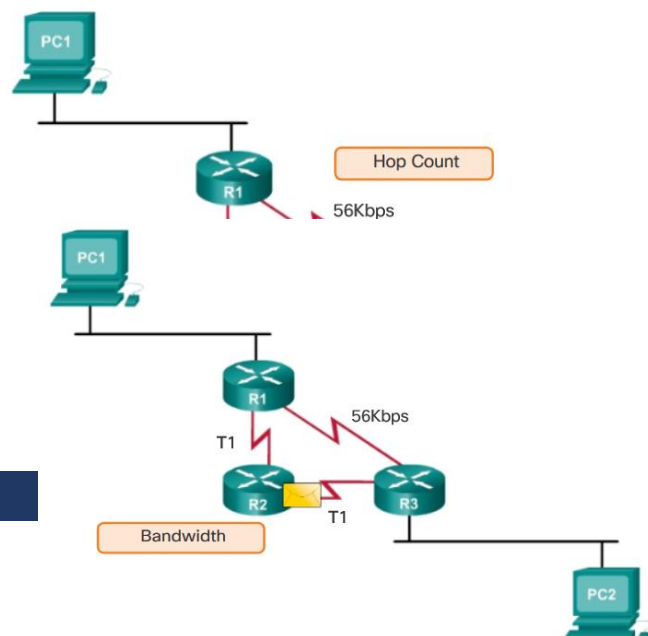 PC1
Hop Count
R1
56Kbps
PC1
R1
56Kbps
T1
R2
R3
T1
Bandwidth
PC2